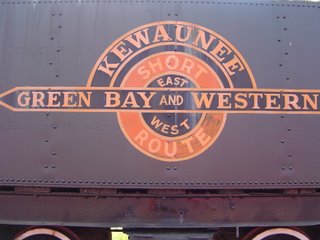 KEWAUNEE
SHORT
EAST
GREEN BAY AND WESTERN
WEST
ROUTE